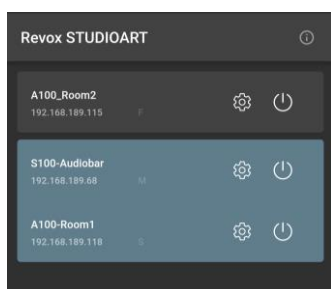 Revox STUDIOART
A100_Room2
192.168.189.115 F
S100-Audiobar
192.168.189.68 M
A100-Room1
192.168.189.118 S